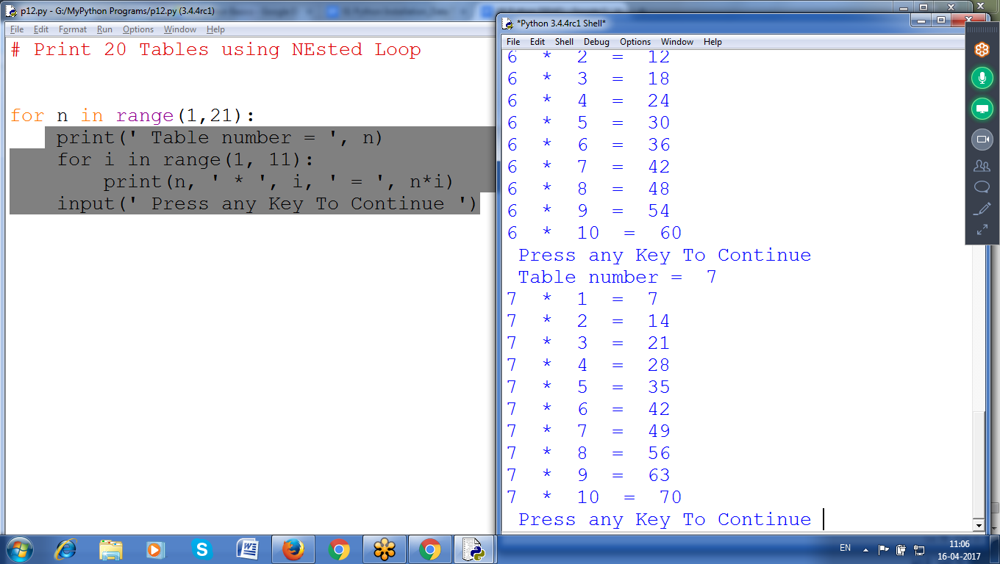 p12.py - G:/MyPython Programs/p12.py (3.4.4rc1)
File Edit Format Run Options Window Help
# Print 20 Tables using NEsted Loop
for n in range(1,21):
print(' Table number = ', n)
for i in range(1, 11):
print(n, ' * ', i, ' = ', n*i)
input(' Press any Key To Continue ')
*Python 3.4.4rc1 Shell*
File Edit Shell Debug Options Window Help
6 * 2 = 12
6 * 3 = 18
6 * 4 = 24
6 * 5 = 30
6 * 6 = 36
6 * 7 = 42
6 * 8 = 48
6 * 9 = 54
6 * 10 = 60
Press any Key To Continue
Table number = 7
7 * 1 = 7
7 * 2 = 14
7 * 3 = 21
7 * 4 = 28
7 * 5 = 35
7 * 6 = 42
7 * 7 = 49
7 * 8 = 56
7 * 9 = 63
7 * 10 = 70
Press any Key To Continue
EN
11:06
16-04-2017